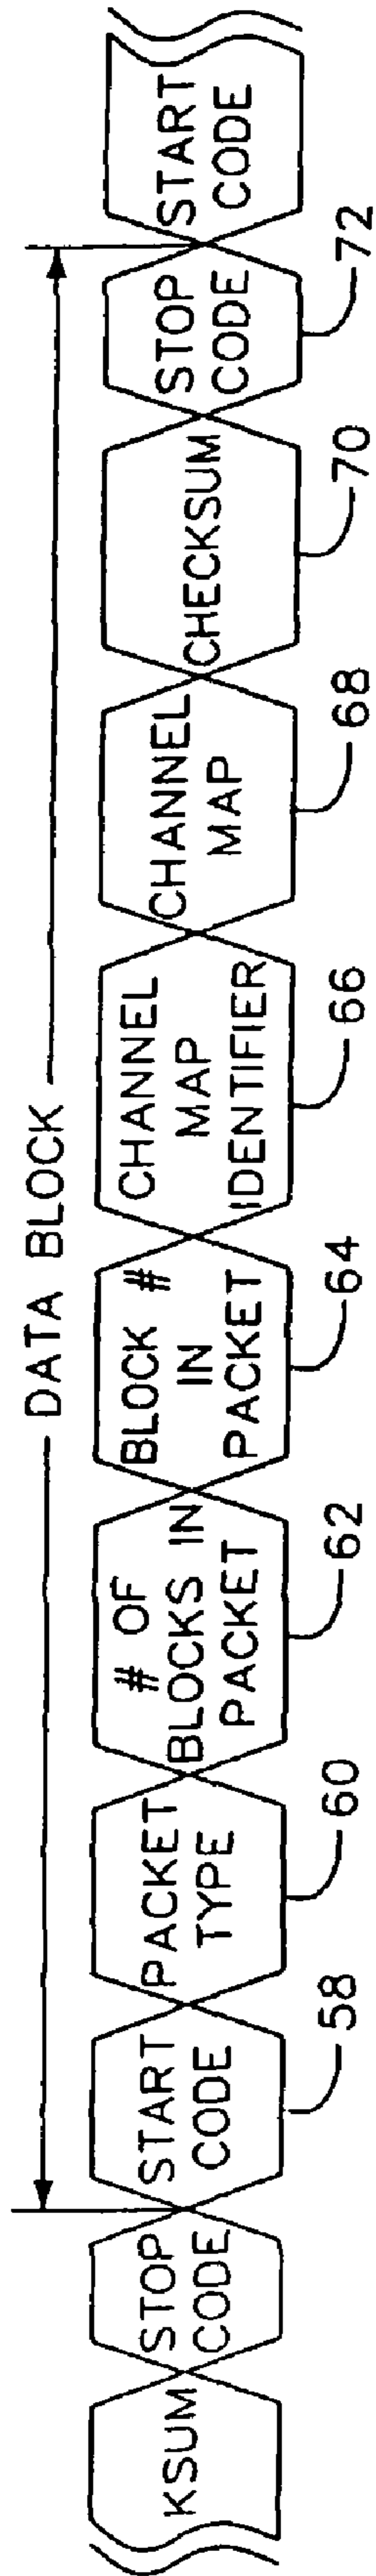 DATA BLOCK
KSUM
STOP
CODE
START
CODE
PACKET
TYPE
# OF
BLOCKS IN
PACKET
BLOCK #
IN
PACKET
CHANNEL
MAP
IDENTIFIER
CHANNEL
MAP
CHECKSUM
STOP
CODE
START
CODE
58
60
62
64
66
68
70
72